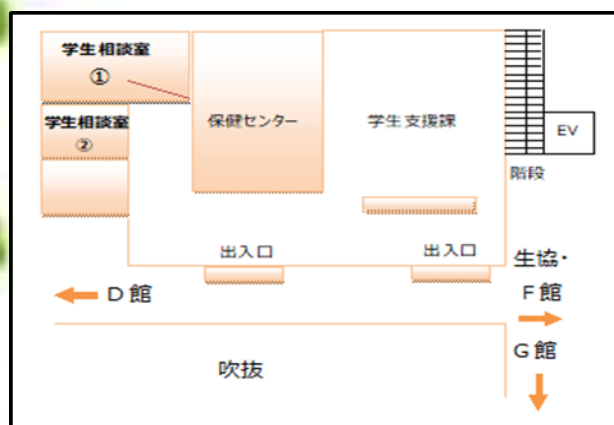 学生相談室
①
学生相談室
②
保健センター
学生支援課
EV
階段
出入口
出入口
生協・
F館
D館
G館
吹抜